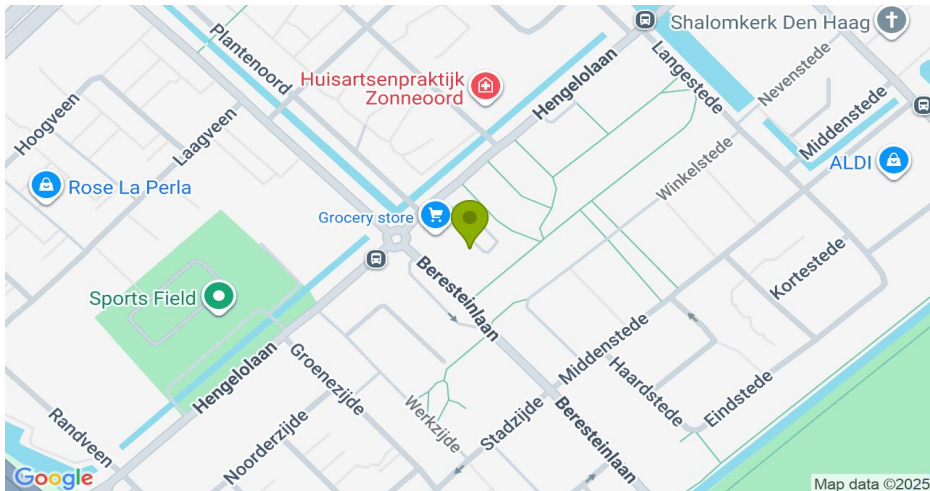 Plantenoord
Shalomkerk Den Haag
Huisartsenpraktijk
Zonneoord
Hengelolaan
Langestede
Nevenstede
Middenstede
Hoogveen
Laagveen
ALDI
Rose La Perla
Winkelstede
Grocery store
Beresteinlaan
Kortestede
Sports Field
Middenstede
Hengelolaan
Groenezijde
Haardstede
Eindstede
Werkzijde
Stadzijde
Beresteinlaan
Randveen
Noorderzijde
Google
Map data ©2025